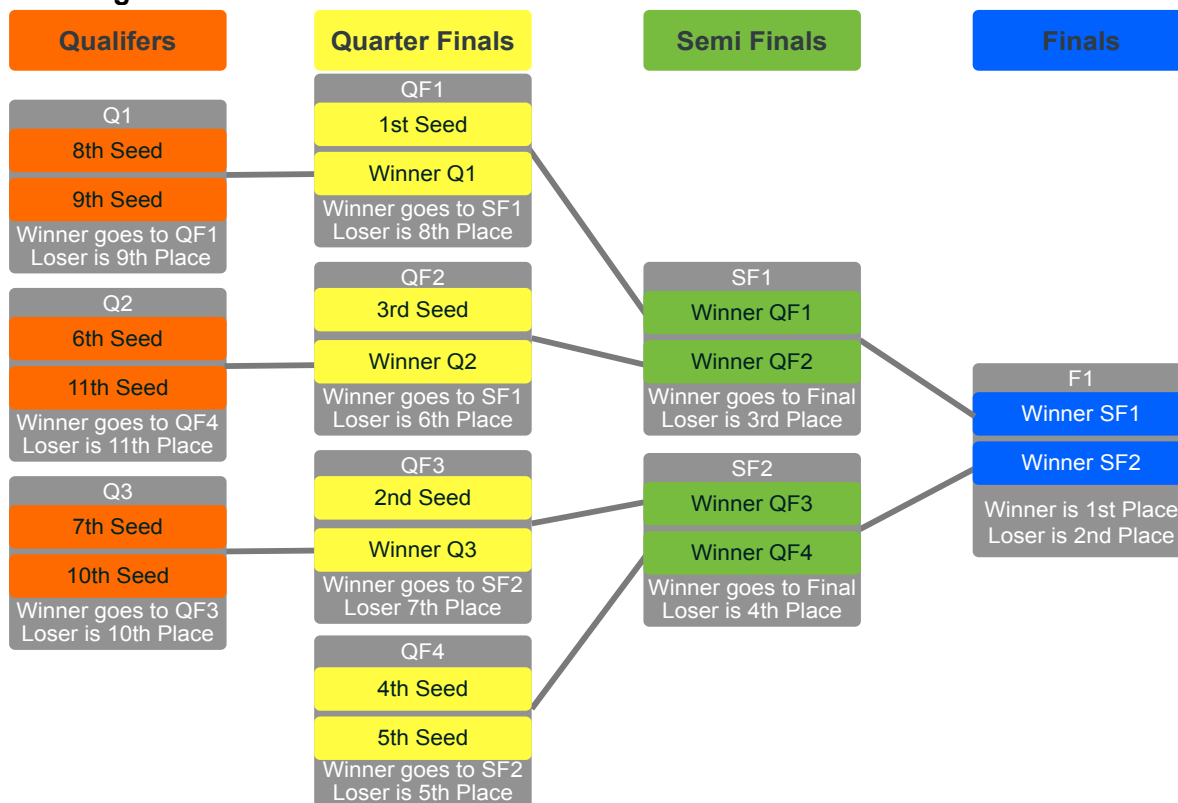 Qualifers
Quarter Finals
Semi Finals
Finals
Q1
8th Seed
9th Seed
Winner goes to QF1
Loser is 9th Place
Q2
6th Seed
11th Seed
Winner goes to QF4
Loser is 11th Place
Q3
7th Seed
10th Seed
Winner goes to QF3
Loser is 10th Place
QF1
1st Seed
Winner Q1
Winner goes to SF1
Loser is 8th Place
QF2
3rd Seed
Winner Q2
Winner goes to SF1
Loser is 6th Place
QF3
2nd Seed
Winner Q3
Winner goes to SF2
Loser 7th Place
QF4
4th Seed
5th Seed
Winner goes to SF2
Loser is 5th Place
SF1
Winner QF1
Winner QF2
Winner goes to Final
Loser is 3rd Place
SF2
Winner QF3
Winner QF4
Winner goes to Final
Loser is 4th Place
F1
Winner SF1
Winner SF2
Winner is 1st Place
Loser is 2nd Place